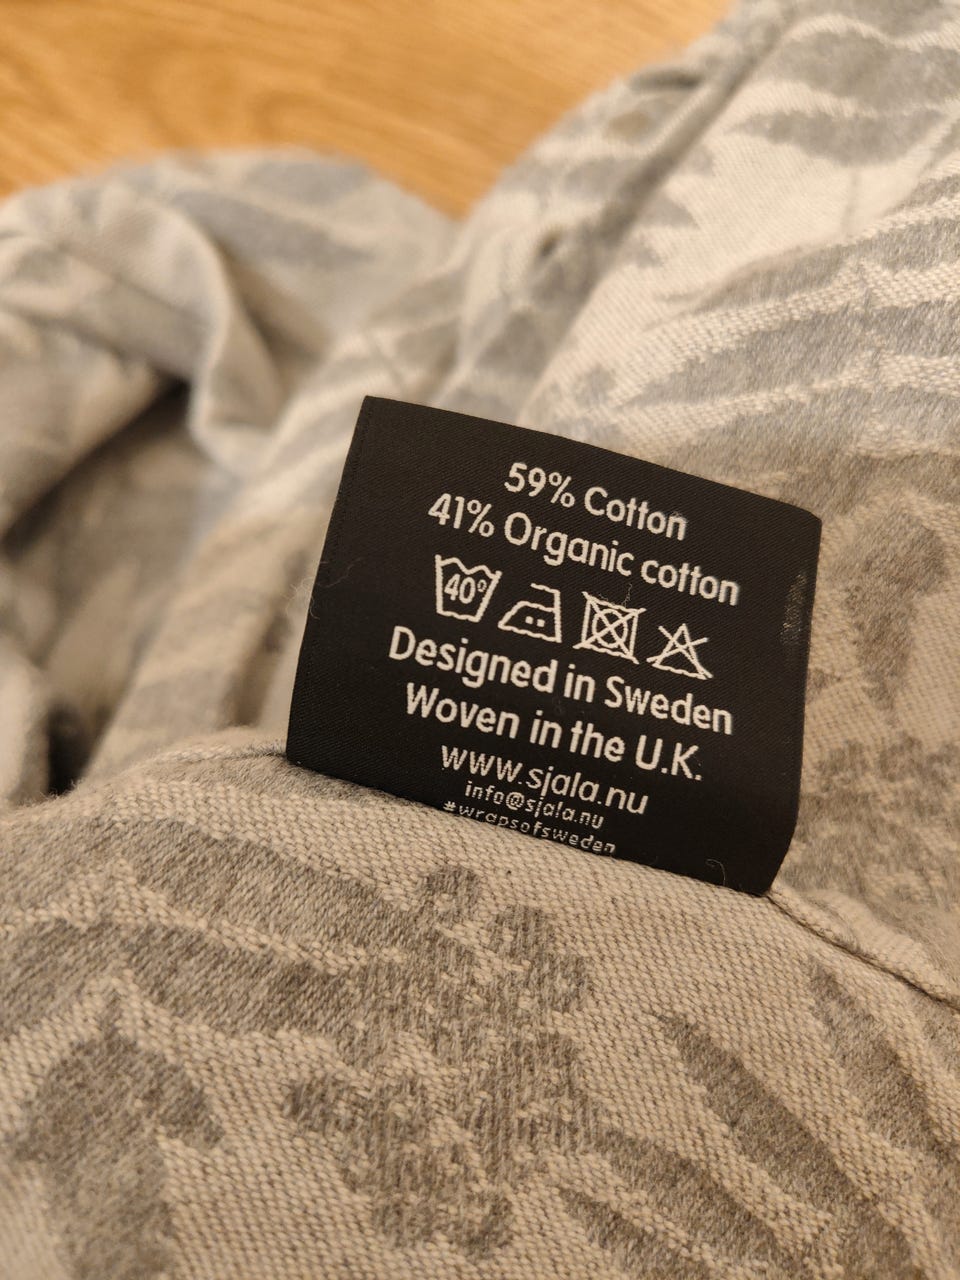 59% Cotton
41% Organic cotton
40°
Designed in Sweden
Woven in the U.K.
www.sjala.nu
info@sjala.nu
#wrapsofsweden